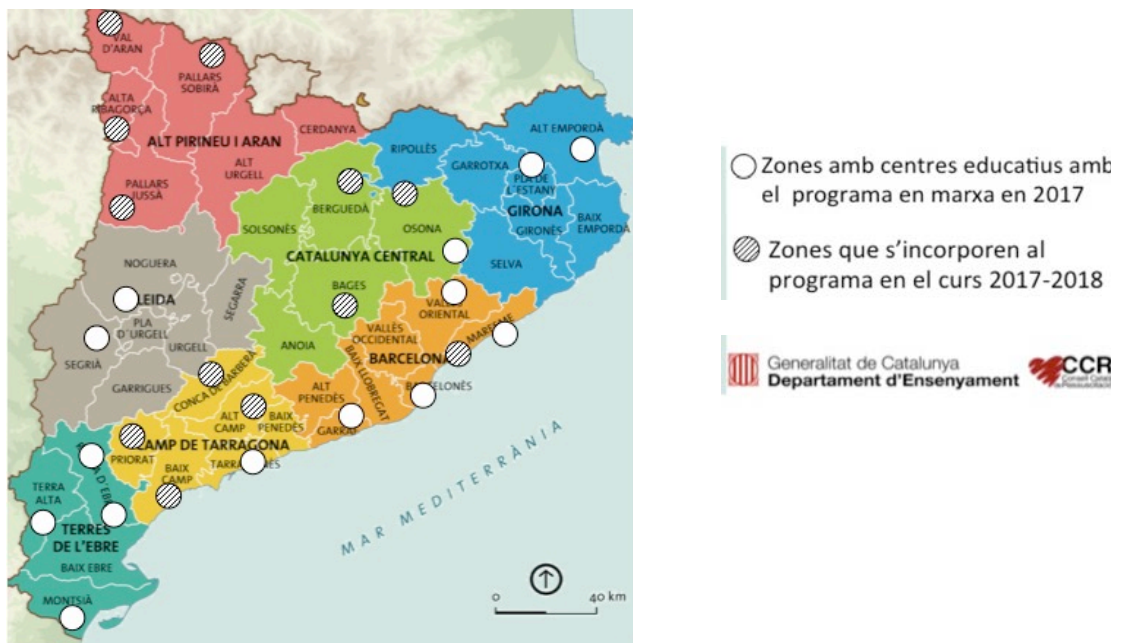 VAL
D'ARAN
PALLARS
SOBIRÀ
CALTA
RIBAGORÇA
ALT PIRINEU I ARAN
CERDANYA
ALT
URGELL
PALLARS
JUSSÀ
RIPOLLÈS
GARROTXA
ALT EMPORDÀ
PLA DE
L'ESTANY
GIRONA
GIRONÈS
BAIX
EMPORDÀ
SELVA
BERGUEDÀ
SOLSONÈS
OSONA
CATALUNYA CENTRAL
BAGES
ANOIA
NOGUERA
LEIDA
PLA
D'URGELL
SEGARRA
SEGRIÀ
URGELL
GARRIGUES
VALLÈS
ORIENTAL
VALLÈS
OCCIDENTAL
MARESME
BARCELONA
BAIX LLOBREGAT
ALT
PENEDÈS
GARRAF
CONCA DE BARBERÀ
ALT
CAMP
BAIX
PENEDÈS
CAMP DE TARRAGONA
PRIORAT
BAIX
CAMP
TERRA
ALTA
D'EBRE
TERRES
DE L'EBRE
BAIX EBRE
MONTSIÀ
MAR MEDITERRÀNIA
0 40 km
Zones amb centres educatius amb
el programa en marxa en 2017
Zones que s'incorporen al
programa en el curs 2017-2018
Generalitat de Catalunya
Departament d'Ensenyament
CCR